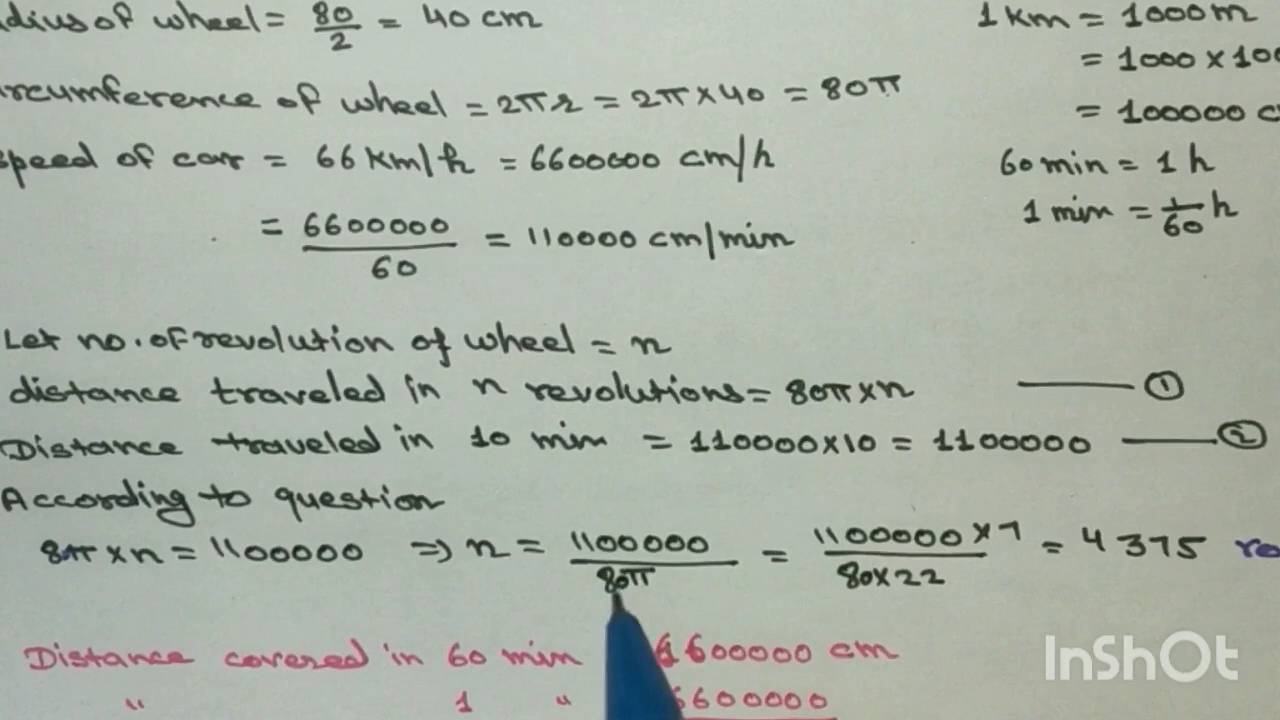 dius of wheel = 80/2 = 40 cm
1 Km = 1000 m
= 1000 × 100
rcumference of wheel = 2πr = 2π × 40 = 80π
= 100000 c
speed of car = 66 Km/h = 6600000 cm/h
60 min = 1 h
1 min = 1/60 h
= 6600000/60 = 110000 cm/min
Let no. of revolution of wheel = n
distance traveled in n revolutions = 80π × n ——— ①
Distance traveled in 10 min = 110000 × 10 = 1100000 ——— ②
According to question
80π × n = 1100000 ⇒ n = 1100000/80π = 1100000 × 7/80 × 22 = 4375 re
Distance covered in 60 min 6600000 cm
" 1 " 6600000
InShOt